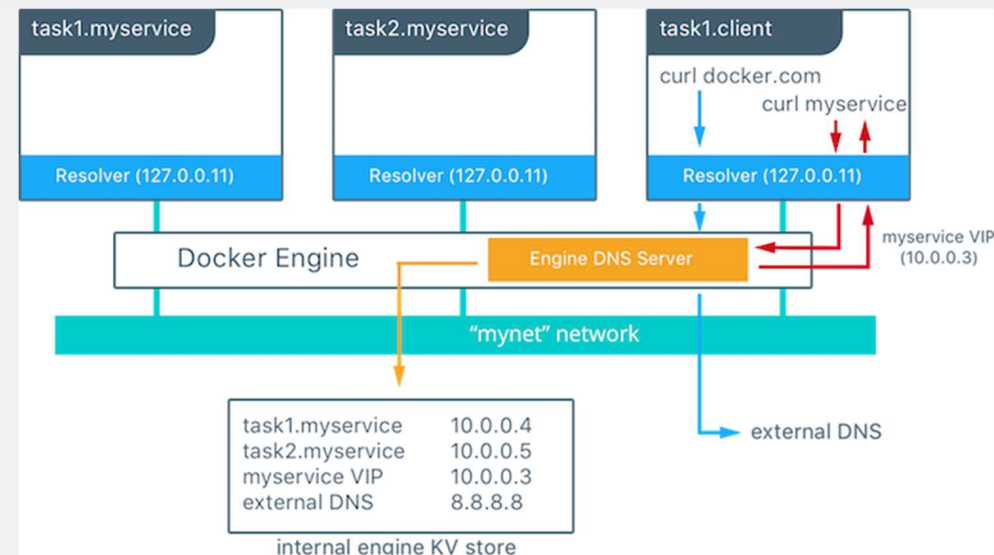 task1.myservice
task2.myservice
task1.client
curl docker.com
curl myservice
Resolver (127.0.0.11)
Resolver (127.0.0.11)
Resolver (127.0.0.11)
Docker Engine
Engine DNS Server
myservice VIP
(10.0.0.3)
“mynet” network
task1.myservice 10.0.0.4
task2.myservice 10.0.0.5
myservice VIP 10.0.0.3
external DNS 8.8.8.8
external DNS
internal engine KV store